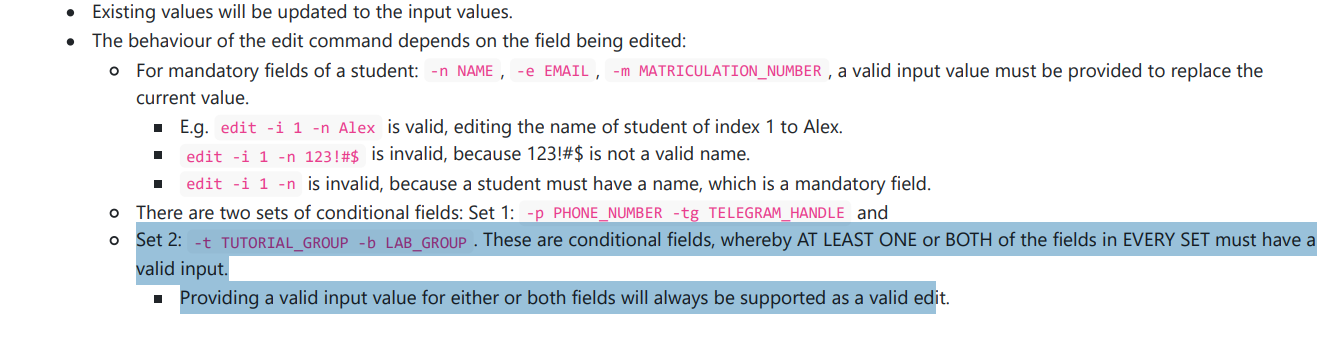 • Existing values will be updated to the input values.
• The behaviour of the edit command depends on the field being edited:
○ For mandatory fields of a student: -n NAME , -e EMAIL , -m MATRICULATION_NUMBER , a valid input value must be provided to replace the
current value.
▪ E.g. edit -i 1 -n Alex is valid, editing the name of student of index 1 to Alex.
▪ edit -i 1 -n 123!#$ is invalid, because 123!#$ is not a valid name.
▪ edit -i 1 -n is invalid, because a student must have a name, which is a mandatory field.
○ There are two sets of conditional fields: Set 1: -p PHONE_NUMBER -tg TELEGRAM_HANDLE and
○ Set 2: -t TUTORIAL_GROUP -b LAB_GROUP . These are conditional fields, whereby AT LEAST ONE or BOTH of the fields in EVERY SET must have a
valid input.
▪ Providing a valid input value for either or both fields will always be supported as a valid edit.